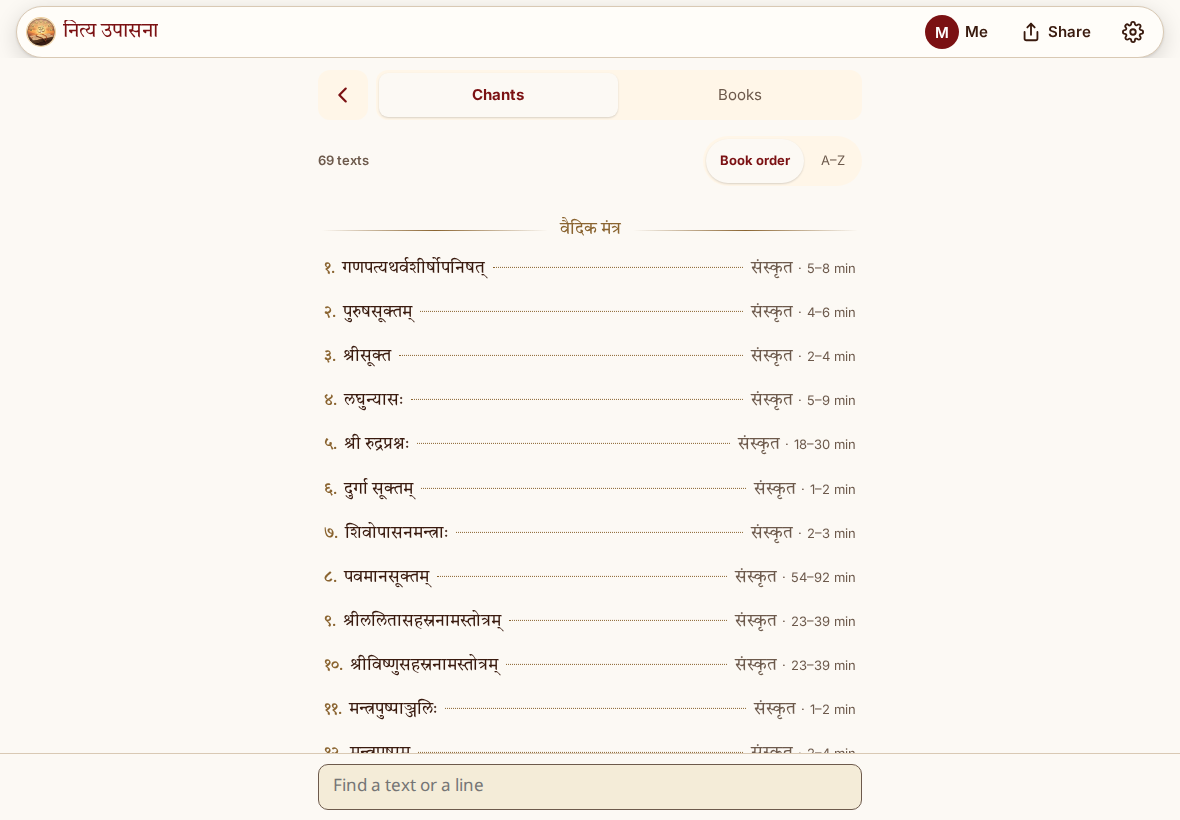 नित्य उपासना
M Me Share
Chants Books
69 texts Book order A–Z
वैदिक मंत्र
१. गणपत्यथर्वशीर्षोपनिषत् संस्कृत · 5–8 min
२. पुरुषसूक्तम् संस्कृत · 4–6 min
३. श्रीसूक्त संस्कृत · 2–4 min
४. लघुन्यासः संस्कृत · 5–9 min
५. श्री रुद्रप्रश्नः संस्कृत · 18–30 min
६. दुर्गा सूक्तम् संस्कृत · 1–2 min
७. शिवोपासनमन्त्राः संस्कृत · 2–3 min
८. पवमानसूक्तम् संस्कृत · 54–92 min
९. श्रीललितासहस्रनामस्तोत्रम् संस्कृत · 23–39 min
१०. श्रीविष्णुसहस्रनामस्तोत्रम् संस्कृत · 23–39 min
११. मन्त्रपुष्पाञ्जलिः संस्कृत · 1–2 min
Find a text or a line